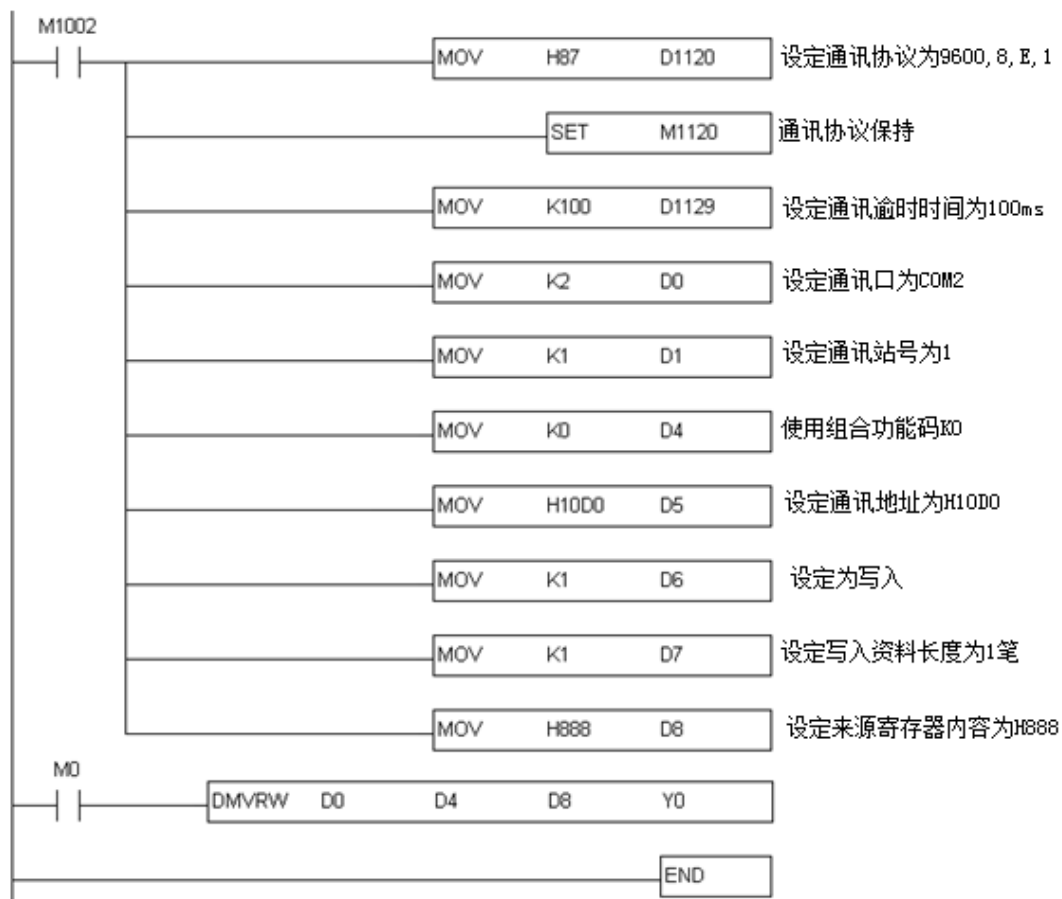 M1002
MOV H87 D1120 设定通讯协议为9600,8,E,1
SET M1120 通讯协议保持
MOV K100 D1129 设定通讯逾时时间为100ms
MOV K2 D0 设定通讯口为COM2
MOV K1 D1 设定通讯站号为1
MOV K0 D4 使用组合功能码K0
MOV H10D0 D5 设定通讯地址为H10D0
MOV K1 D6 设定为写入
MOV K1 D7 设定写入资料长度为1笔
MOV H888 D8 设定来源寄存器内容为H888
M0
DMVRW D0 D4 D8 Y0
END